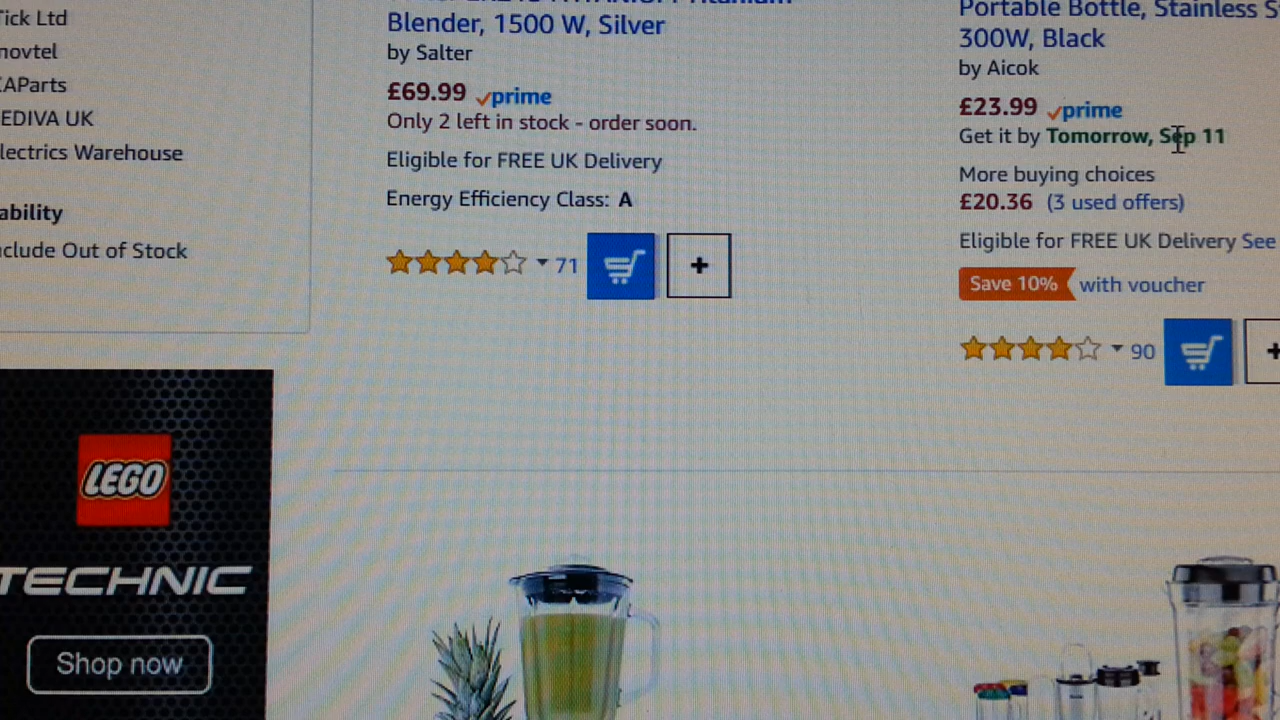 Tick Ltd
novtel
EDIVA UK
lectrics Warehouse
ability
clude Out of Stock
Blender, 1500 W, Silver
by Salter
£69.99 prime
Only 2 left in stock - order soon.
Eligible for FREE UK Delivery
Energy Efficiency Class: A
71
+
Portable Bottle, Stainless S
300W, Black
by Aicok
£23.99 prime
Get it by Tomorrow, Sep 11
More buying choices
£20.36 (3 used offers)
Eligible for FREE UK Delivery See
Save 10% with voucher
90
+
LEGO
TECHNIC
Shop now